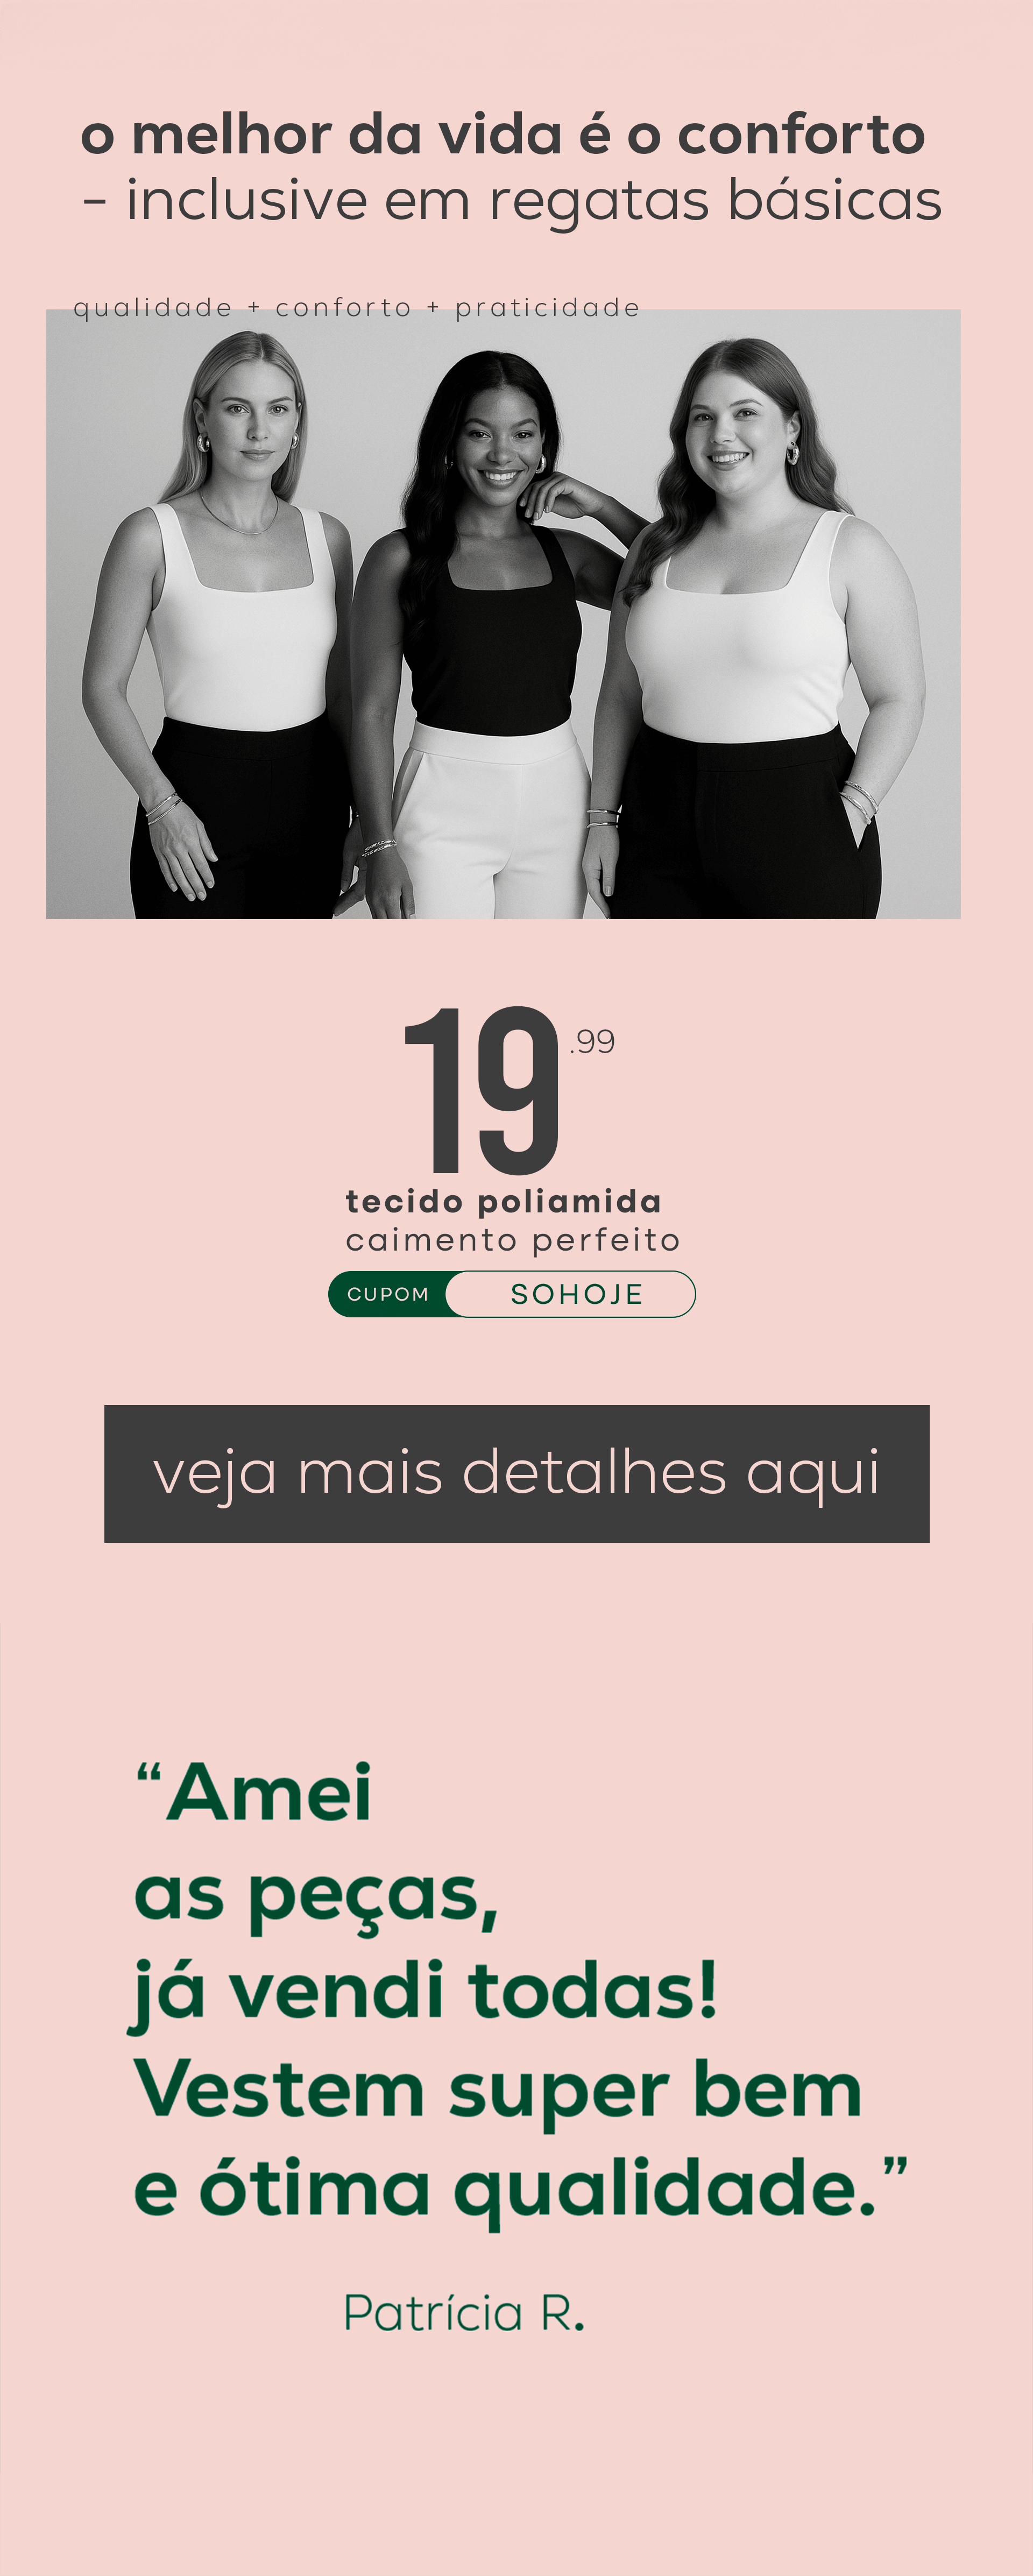 o melhor da vida é o conforto
– inclusive em regatas básicas
qualidade + conforto + praticidade
19.99
tecido poliamida
caimento perfeito
CUPOM SOHOJE
veja mais detalhes aqui
“Amei
as peças,
já vendi todas!
Vestem super bem
e ótima qualidade.”
Patrícia R.